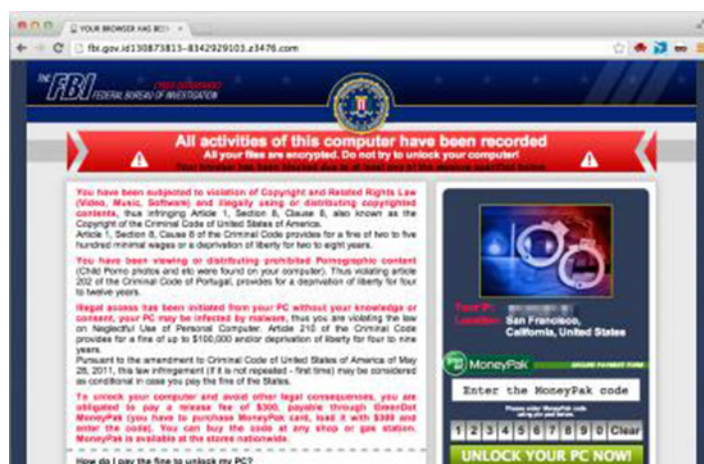 YOUR BROWSER HAS BEE
fbi.gov.id130873813-8342929103.z3476.com
THE FBI FEDERAL BUREAU OF INVESTIGATION
All activities of this computer have been recorded
All your files are encrypted. Do not try to unlock your computer!
You have been subjected to violation of Copyright and Related Rights Law
(Video, Music, Software) and illegally using or distributing copyrighted
contents, thus infringing Article 1, Section 8, Clause 8, also known as the
Copyright of the Criminal Code of United States of America.
Article 1, Section 8, Cause 8 of the Criminal Code provides for a fine of two to five
hundred minimal wages or a deprivation of liberty for two to eight years.
You have been viewing or distributing prohibited Pornographic content
(Child Porno photos and etc were found on your computer). Thus violating article
202 of the Criminal Code of Portugal, provides for a deprivation of liberty for four
to twelve years.
Illegal access has been initiated from your PC without your knowledge or
consent, your PC may be infected by malware, thus you are violating the law
on Neglectful Use of Personal Computer. Article 210 of the Criminal Code
provides for a fine of up to $100,000 and/or deprivation of liberty for four to nine
years.
Pursuant to the amendment to Criminal Code of United States of America of May
28, 2011, this law infringement (if it is not repeated - first time) may be considered
as conditional in case you pay the fine of the States.
To unlock your computer and avoid other legal consequences, you are
obligated to pay a release fee of $300, payable through GreenDot
MoneyPak (you have to purchase MoneyPak card, load it with $300 and
enter the code). You can buy the code at any shop or gas station.
MoneyPak is available at the stores nationwide.
How do I pay the fine to unlock my PC?
Your IP:
Location: San Francisco,
California, United States
MoneyPak
SECURE PAYMENT FORM
Enter the MoneyPak code
Please enter MoneyPak code
using pin pad below.
1 2 3 4 5 6 7 8 9 0 Clear
UNLOCK YOUR PC NOW!